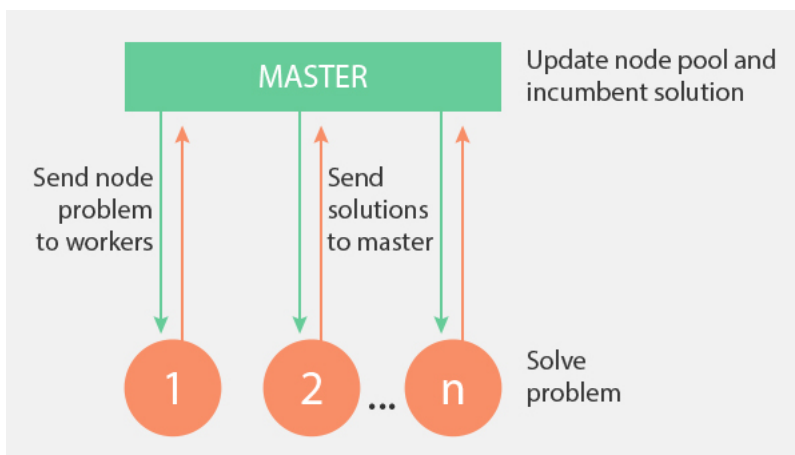 MASTER
Update node pool and
incumbent solution
Send node
problem
to workers
Send
solutions
to master
1
2
...
n
Solve
problem